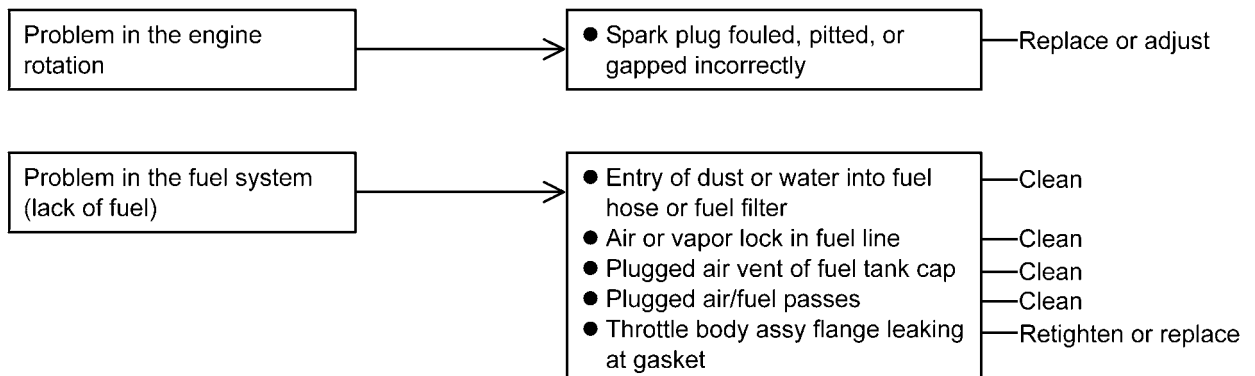 Problem in the engine
rotation
● Spark plug fouled, pitted, or
gapped incorrectly
Replace or adjust
Problem in the fuel system
(lack of fuel)
● Entry of dust or water into fuel
hose or fuel filter
Clean
● Air or vapor lock in fuel line
Clean
● Plugged air vent of fuel tank cap
Clean
● Plugged air/fuel passes
Clean
● Throttle body assy flange leaking
at gasket
Retighten or replace